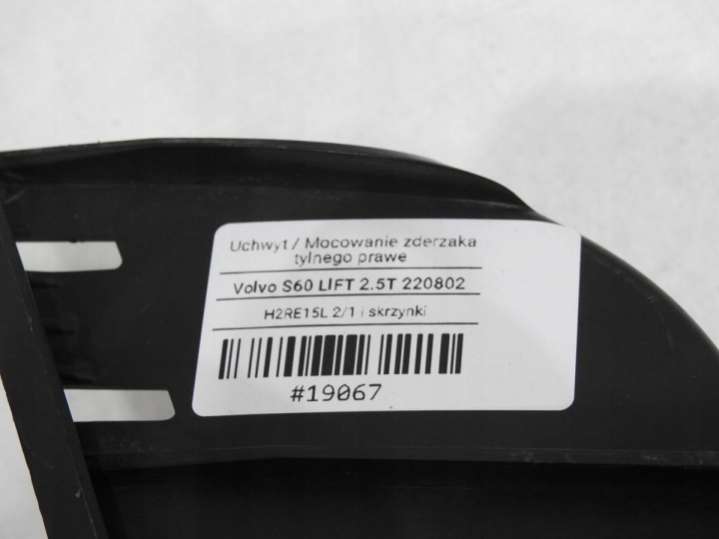 Uchwyt / Mocowanie zderzaka
tylnego prawe
Volvo S60 LIFT 2.5T 220802
H2RE15L 2/1 i skrzynki
#19067